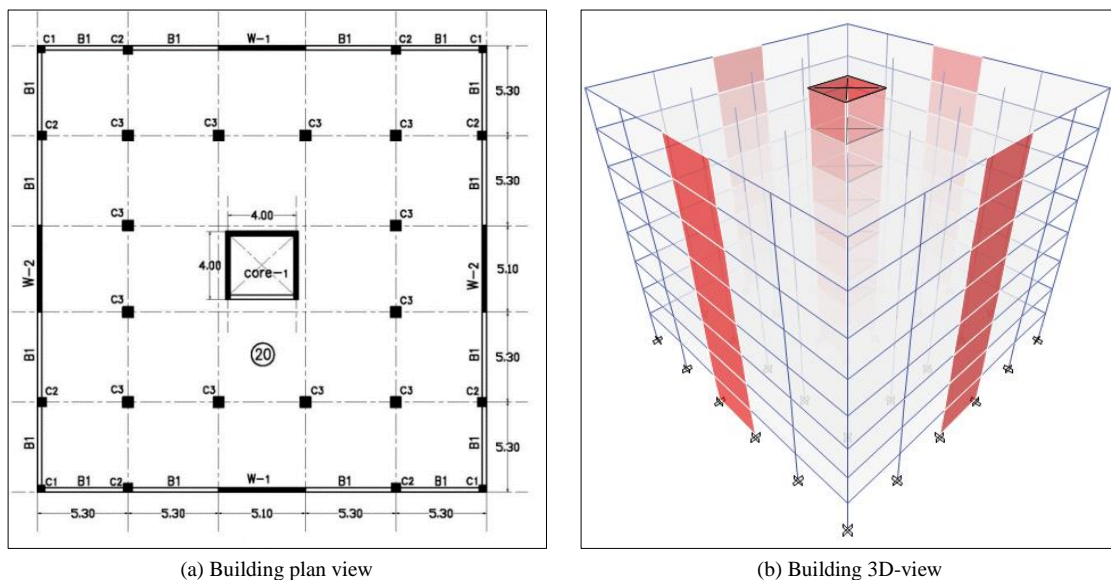 C1 B1 C2 B1 W-1 B1 C2 B1 C1
B1 B1 5.30
C2 C3 C3 C3 C3 C2
B1 B1 5.30
C3 4.00 C3
W-2 4.00 core-1 W-2 5.10
C3 C3
B1 20 B1 5.30
C2 C3 C3 C3 C3 C2
B1 B1 5.30
C1 B1 C2 B1 W-1 B1 C2 B1 C1
5.30 5.30 5.10 5.30 5.30
(a) Building plan view
(b) Building 3D-view